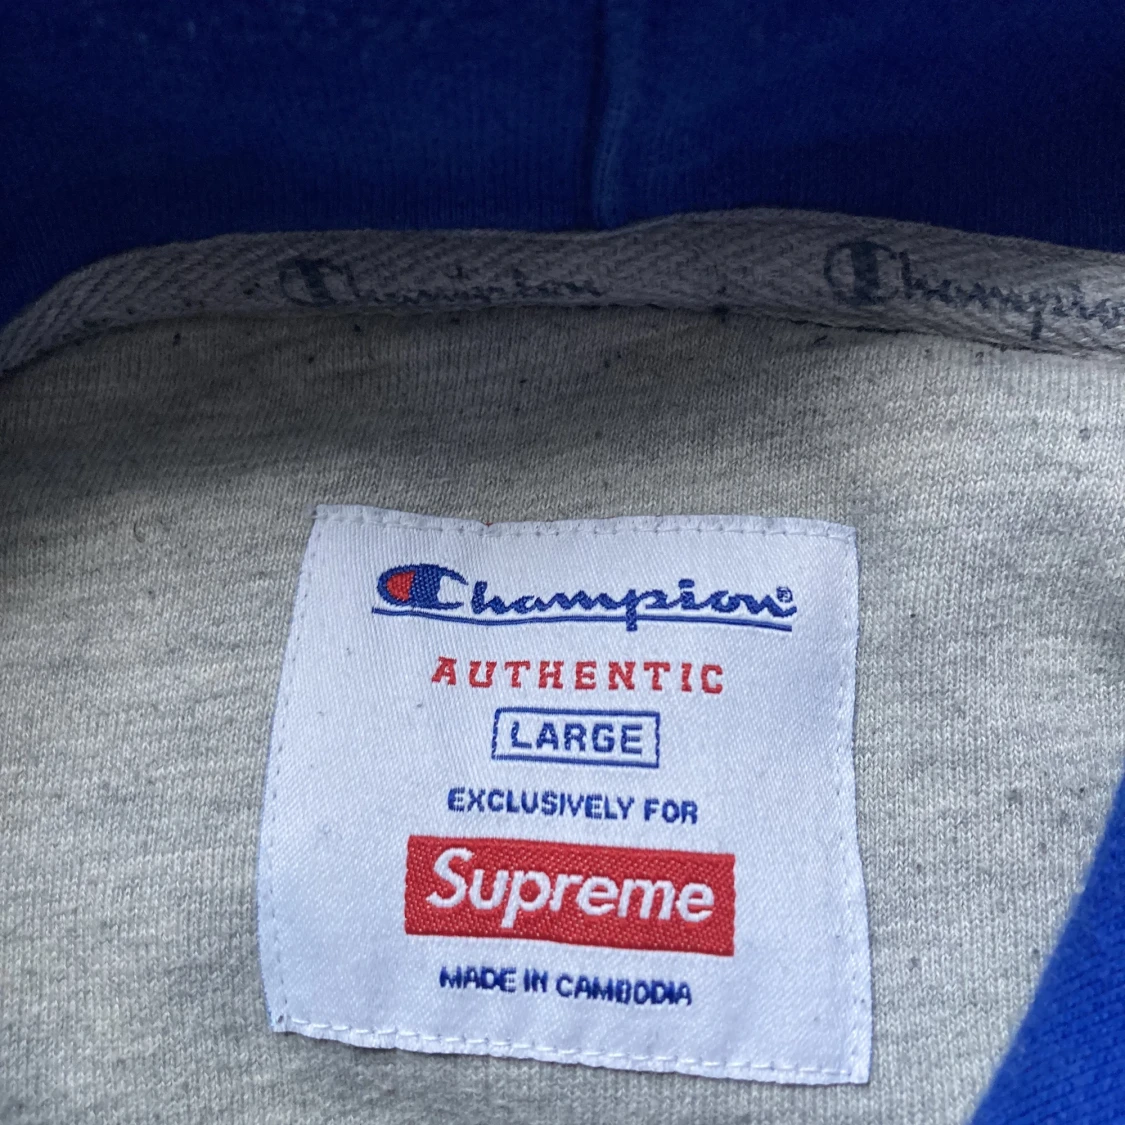 Champion
Champion
Champion®
AUTHENTIC
LARGE
EXCLUSIVELY FOR
Supreme
MADE IN CAMBODIA